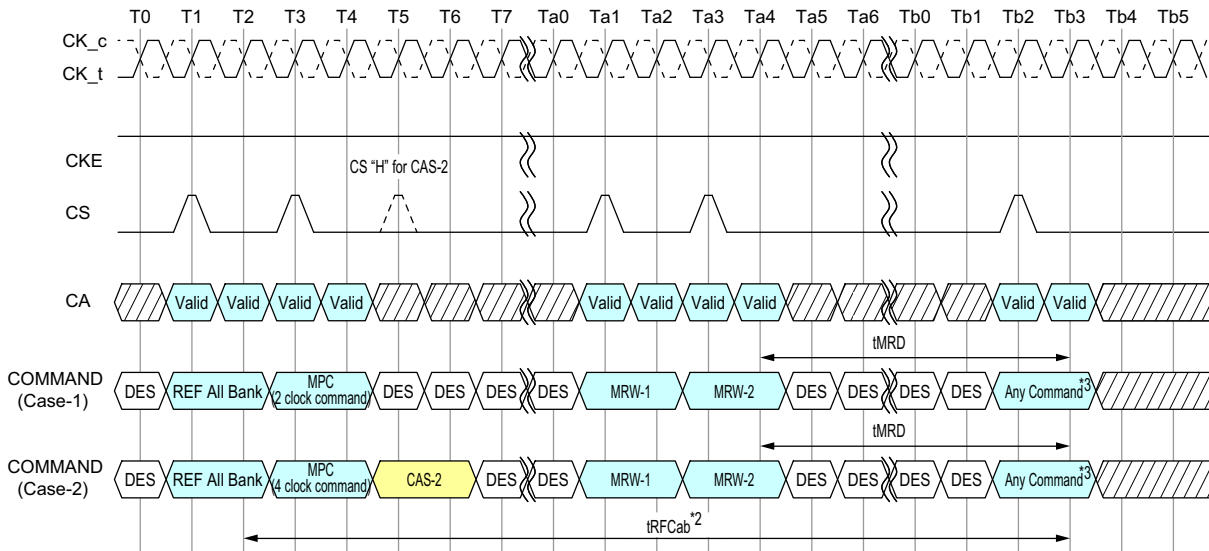 T0 T1 T2 T3 T4 T5 T6 T7 Ta0 Ta1 Ta2 Ta3 Ta4 Ta5 Ta6 Tb0 Tb1 Tb2 Tb3 Tb4 Tb5
CK_c
CK_t
CKE
CS “H” for CAS-2
CS
CA Valid Valid Valid Valid Valid Valid Valid Valid Valid Valid
tMRD
COMMAND
(Case-1)
DES REF All Bank MPC
(2 clock command)
DES DES DES DES MRW-1 MRW-2 DES DES DES DES Any Command*3
tMRD
COMMAND
(Case-2)
DES REF All Bank MPC
(4 clock command)
CAS-2 DES DES MRW-1 MRW-2 DES DES DES DES Any Command*3
tRFCab*2